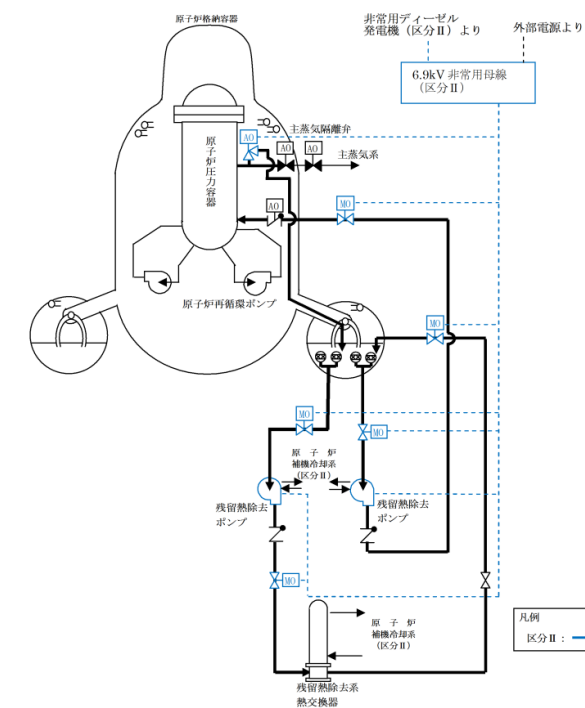 原子炉格納容器
非常用ディーゼル
発電機（区分Ⅱ）より
外部電源より
6.9kV 非常用母線
（区分Ⅱ）
主蒸気隔離弁
AO
AO
AO
主蒸気系
原子炉圧力容器
AO
MO
原子炉再循環ポンプ
MO
MO
MO
原 子 炉
補機冷却系
（区分Ⅱ）
残留熱除去
ポンプ
残留熱除去
ポンプ
MO
原 子 炉
補機冷却系
（区分Ⅱ）
残留熱除去系
熱交換器
凡例
区分Ⅱ：